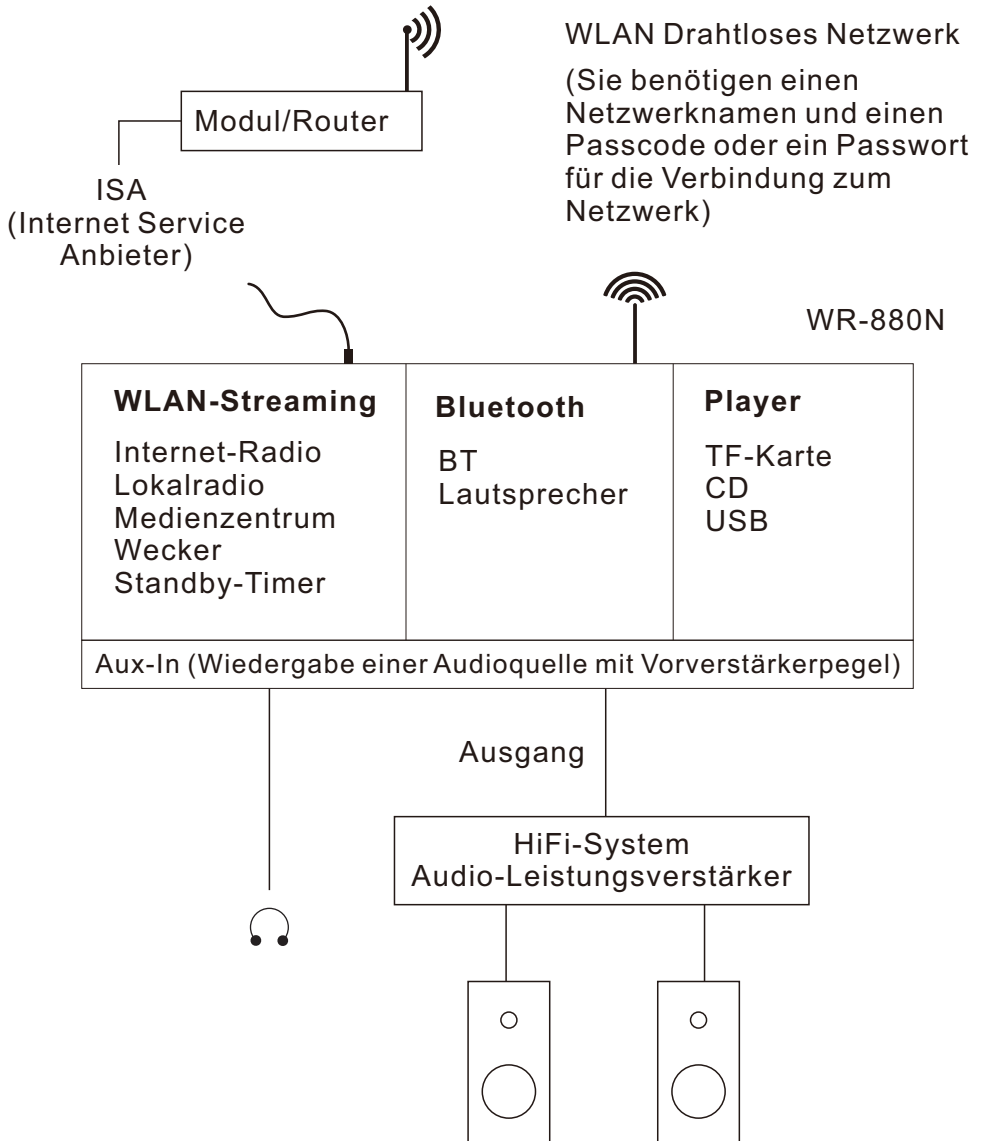 WLAN Drahtloses Netzwerk
(Sie benötigen einen
Netzwerknamen und einen
Passcode oder ein Passwort
für die Verbindung zum
Netzwerk)
Modul/Router
ISA
(Internet Service
Anbieter)
WR-880N
WLAN-Streaming
Internet-Radio
Lokalradio
Medienzentrum
Wecker
Standby-Timer
Bluetooth
BT
Lautsprecher
Player
TF-Karte
CD
USB
Aux-In (Wiedergabe einer Audioquelle mit Vorverstärkerpegel)
Ausgang
HiFi-System
Audio-Leistungsverstärker